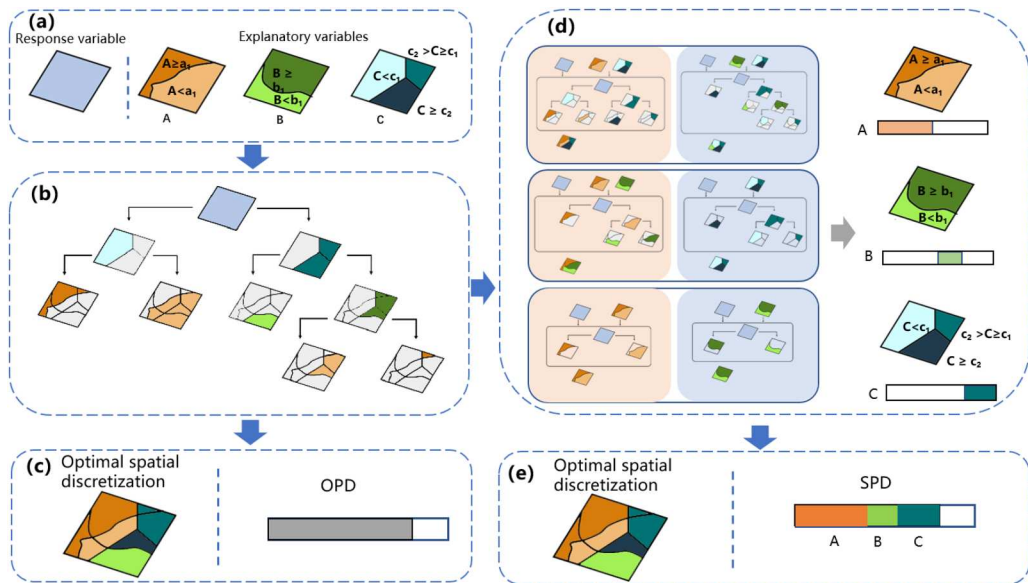 (a)
Response variable
Explanatory variables
A≥a₁
A<a₁
A
B ≥
b₁
B<b₁
B
c₂ >C≥c₁
C<c₁
C ≥ c₂
C
(b)
(c)
Optimal spatial
discretization
OPD
(d)
A ≥ a₁
A<a₁
A
B ≥ b₁
B<b₁
B
C<c₁
c₂ >C≥c₁
C ≥ c₂
C
(e)
Optimal spatial
discretization
SPD
A B C